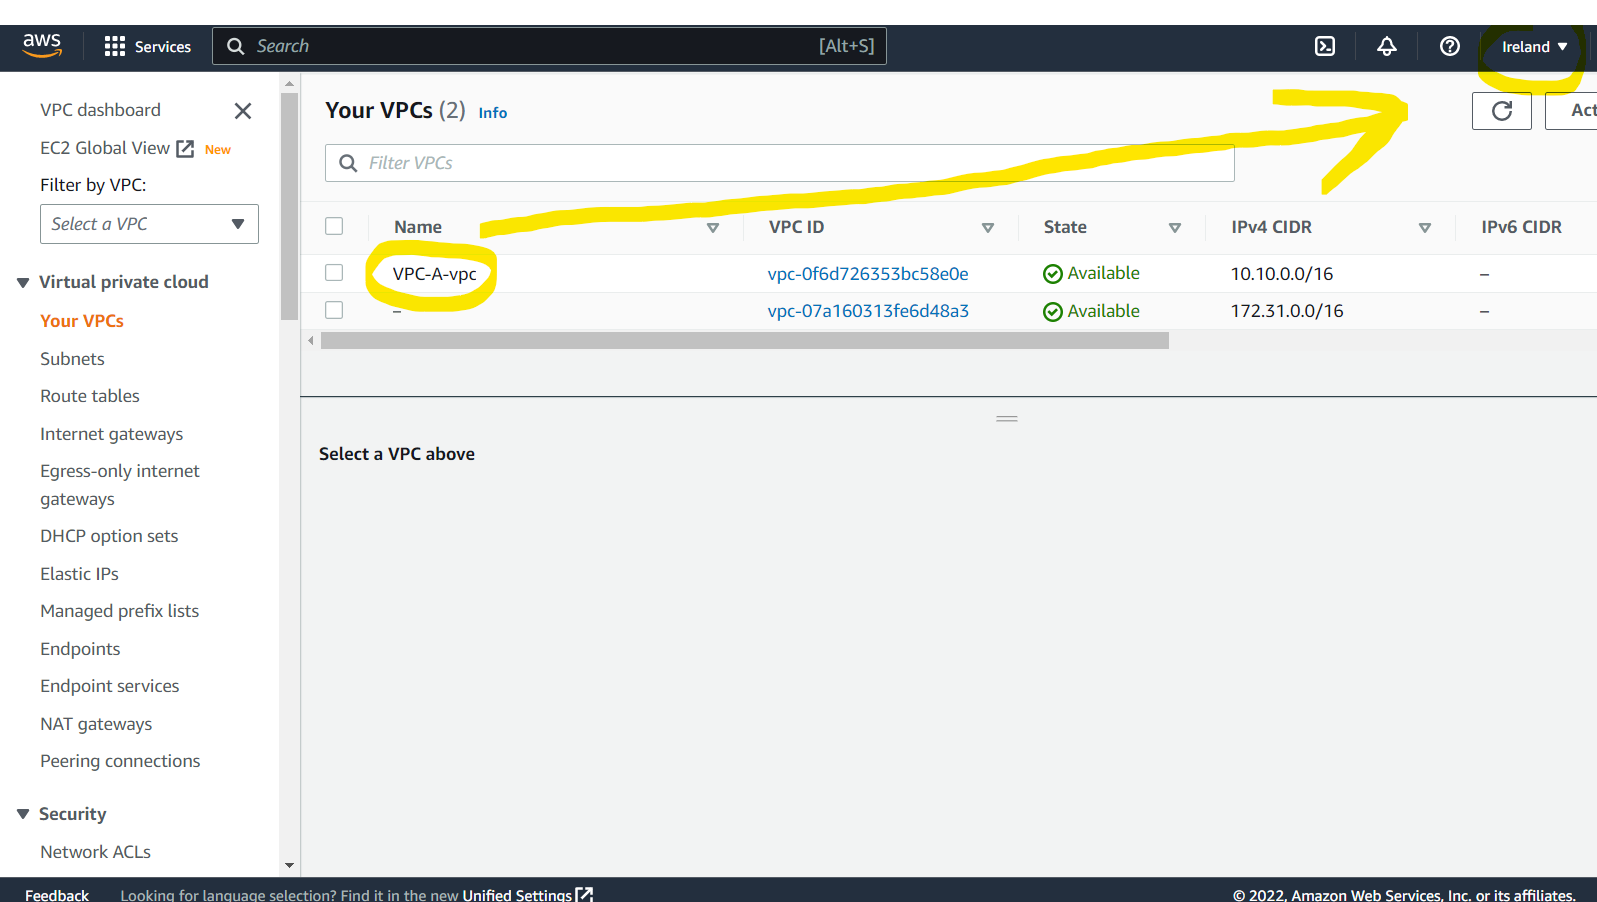 aws Services Search [Alt+S] Ireland ▼
VPC dashboard
EC2 Global View New
Filter by VPC:
Select a VPC
Virtual private cloud
Your VPCs
Subnets
Route tables
Internet gateways
Egress-only internet
gateways
DHCP option sets
Elastic IPs
Managed prefix lists
Endpoints
Endpoint services
NAT gateways
Peering connections
Security
Network ACLs
Your VPCs (2) Info
Act
Filter VPCs
Name VPC ID State IPv4 CIDR IPv6 CIDR
VPC-A-vpc vpc-0f6d726353bc58e0e Available 10.10.0.0/16 –
– vpc-07a160313fe6d48a3 Available 172.31.0.0/16 –
Select a VPC above
Feedback Looking for language selection? Find it in the new Unified Settings © 2022, Amazon Web Services, Inc. or its affiliates.